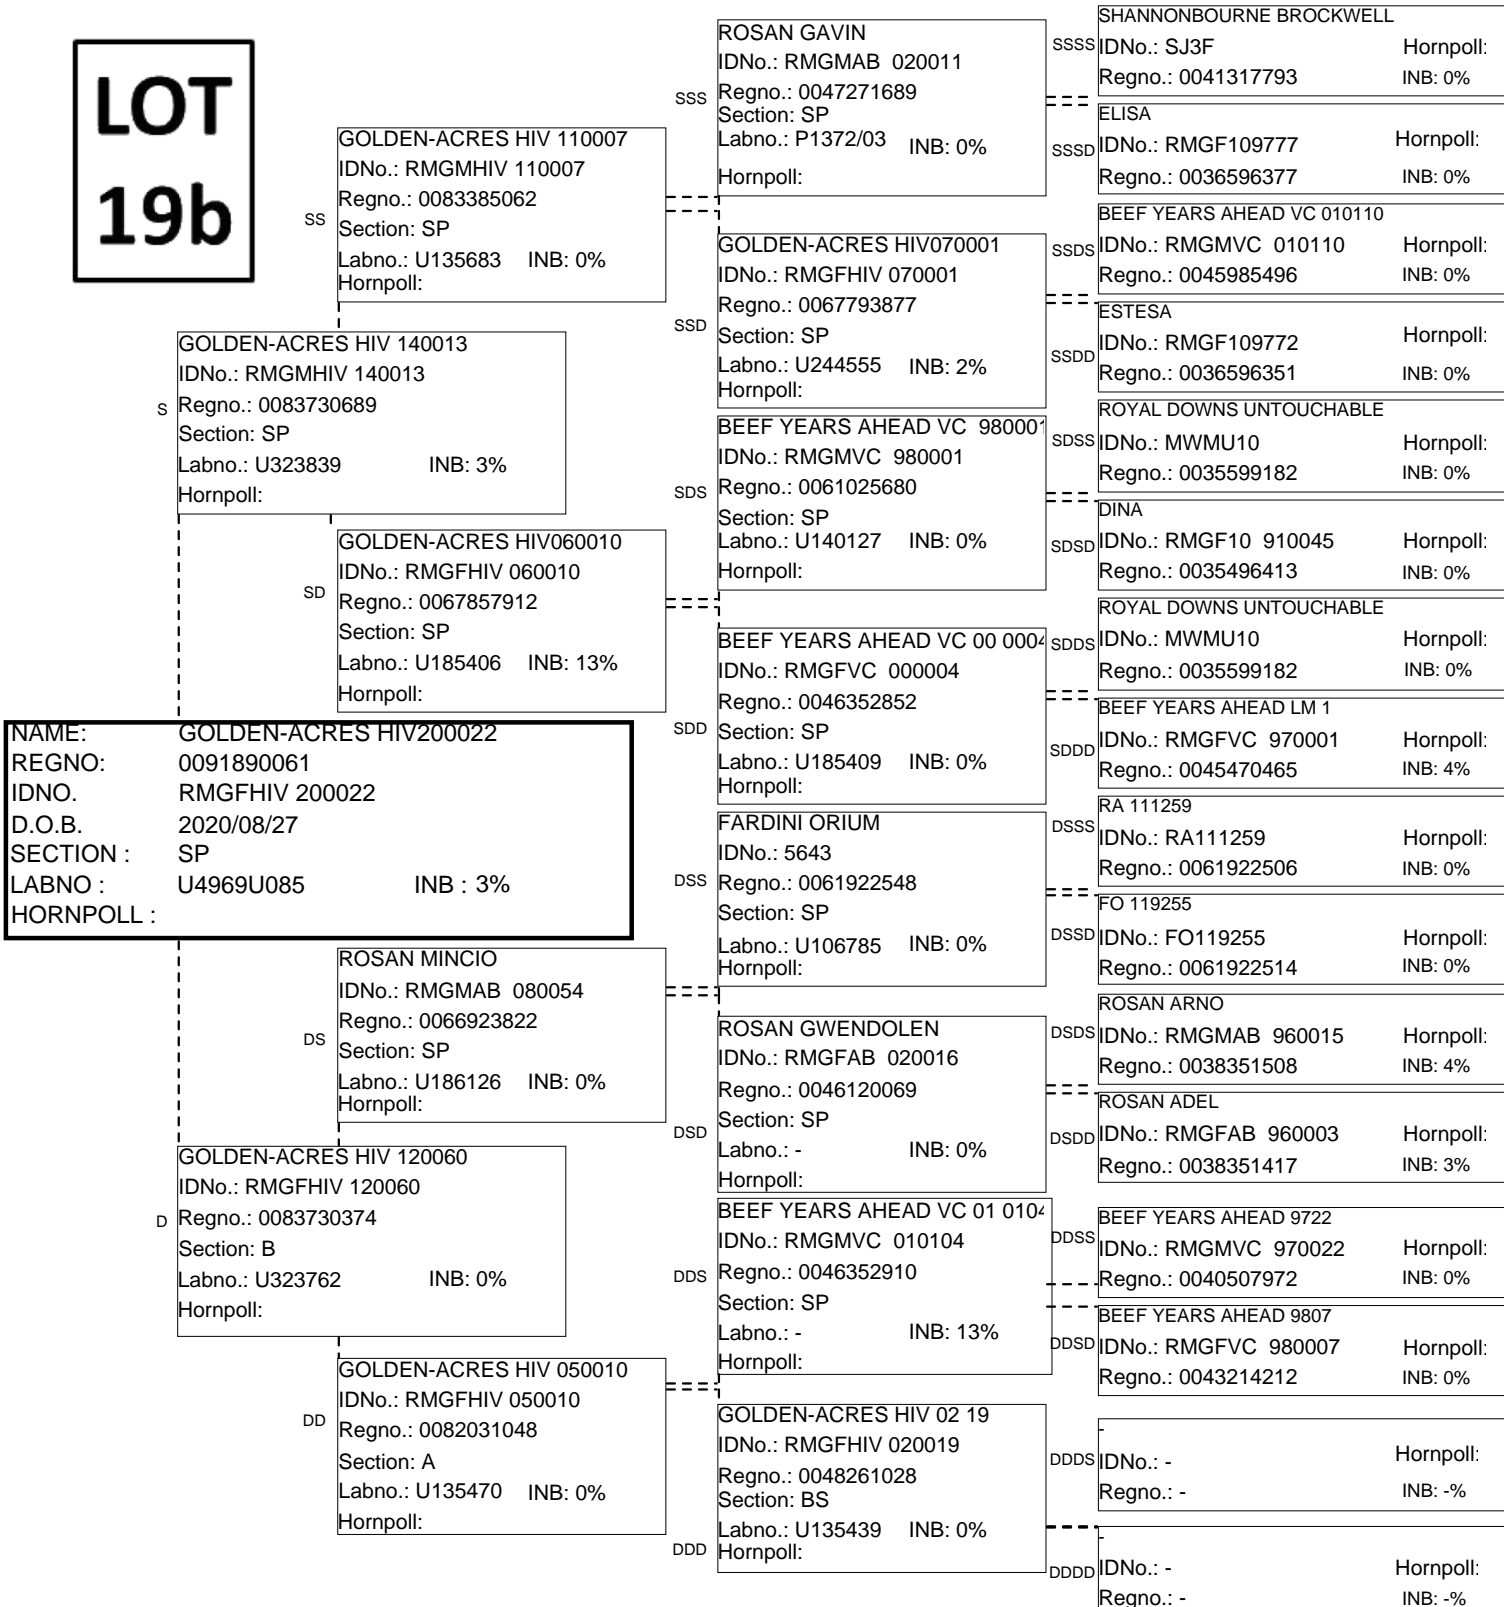 LOT
19b
S
GOLDEN-ACRES HIV 140013
IDNo.: RMGMHIV 140013
Regno.: 0083730689
Section: SP
Labno.: U323839 INB: 3%
Hornpoll:
NAME: GOLDEN-ACRES HIV200022
REGNO: 0091890061
IDNO. RMGFHIV 200022
D.O.B. 2020/08/27
SECTION : SP
LABNO : U4969U085 INB : 3%
HORNPOLL :
D
GOLDEN-ACRES HIV 120060
IDNo.: RMGFHIV 120060
Regno.: 0083730374
Section: B
Labno.: U323762 INB: 0%
Hornpoll:
SS
GOLDEN-ACRES HIV 110007
IDNo.: RMGMHIV 110007
Regno.: 0083385062
Section: SP
Labno.: U135683 INB: 0%
Hornpoll:
SD
GOLDEN-ACRES HIV060010
IDNo.: RMGFHIV 060010
Regno.: 0067857912
Section: SP
Labno.: U185406 INB: 13%
Hornpoll:
DS
ROSAN MINCIO
IDNo.: RMGMAB 080054
Regno.: 0066923822
Section: SP
Labno.: U186126 INB: 0%
Hornpoll:
DD
GOLDEN-ACRES HIV 050010
IDNo.: RMGFHIV 050010
Regno.: 0082031048
Section: A
Labno.: U135470 INB: 0%
Hornpoll:
SSS
ROSAN GAVIN
IDNo.: RMGMAB 020011
Regno.: 0047271689
Section: SP
Labno.: P1372/03 INB: 0%
Hornpoll:
SSD
GOLDEN-ACRES HIV070001
IDNo.: RMGFHIV 070001
Regno.: 0067793877
Section: SP
Labno.: U244555 INB: 2%
Hornpoll:
SDS
BEEF YEARS AHEAD VC 980001
IDNo.: RMGMVC 980001
Regno.: 0061025680
Section: SP
Labno.: U140127 INB: 0%
Hornpoll:
SDD
BEEF YEARS AHEAD VC 00 0004
IDNo.: RMGFVC 000004
Regno.: 0046352852
Section: SP
Labno.: U185409 INB: 0%
Hornpoll:
DSS
FARDINI ORIUM
IDNo.: 5643
Regno.: 0061922548
Section: SP
Labno.: U106785 INB: 0%
Hornpoll:
DSD
ROSAN GWENDOLEN
IDNo.: RMGFAB 020016
Regno.: 0046120069
Section: SP
Labno.: - INB: 0%
Hornpoll:
DDS
BEEF YEARS AHEAD VC 01 0104
IDNo.: RMGMVC 010104
Regno.: 0046352910
Section: SP
Labno.: - INB: 13%
Hornpoll:
DDD
GOLDEN-ACRES HIV 02 19
IDNo.: RMGFHIV 020019
Regno.: 0048261028
Section: BS
Labno.: U135439 INB: 0%
Hornpoll:
SSSS
SHANNONBOURNE BROCKWELL
IDNo.: SJ3F Hornpoll:
Regno.: 0041317793 INB: 0%
SSSD
ELISA
IDNo.: RMGF109777 Hornpoll:
Regno.: 0036596377 INB: 0%
SSDS
BEEF YEARS AHEAD VC 010110
IDNo.: RMGMVC 010110 Hornpoll:
Regno.: 0045985496 INB: 0%
SSDD
ESTESA
IDNo.: RMGF109772 Hornpoll:
Regno.: 0036596351 INB: 0%
SDSS
ROYAL DOWNS UNTOUCHABLE
IDNo.: MWMU10 Hornpoll:
Regno.: 0035599182 INB: 0%
SDSD
DINA
IDNo.: RMGF10 910045 Hornpoll:
Regno.: 0035496413 INB: 0%
SDDS
ROYAL DOWNS UNTOUCHABLE
IDNo.: MWMU10 Hornpoll:
Regno.: 0035599182 INB: 0%
SDDD
BEEF YEARS AHEAD LM 1
IDNo.: RMGFVC 970001 Hornpoll:
Regno.: 0045470465 INB: 4%
DSSS
RA 111259
IDNo.: RA111259 Hornpoll:
Regno.: 0061922506 INB: 0%
DSSD
FO 119255
IDNo.: FO119255 Hornpoll:
Regno.: 0061922514 INB: 0%
DSDS
ROSAN ARNO
IDNo.: RMGMAB 960015 Hornpoll:
Regno.: 0038351508 INB: 4%
DSDD
ROSAN ADEL
IDNo.: RMGFAB 960003 Hornpoll:
Regno.: 0038351417 INB: 3%
DDSS
BEEF YEARS AHEAD 9722
IDNo.: RMGMVC 970022 Hornpoll:
Regno.: 0040507972 INB: 0%
DDSD
BEEF YEARS AHEAD 9807
IDNo.: RMGFVC 980007 Hornpoll:
Regno.: 0043214212 INB: 0%
DDDS
-
IDNo.: - Hornpoll:
Regno.: - INB: -%
DDDD
-
IDNo.: - Hornpoll:
Regno.: - INB: -%